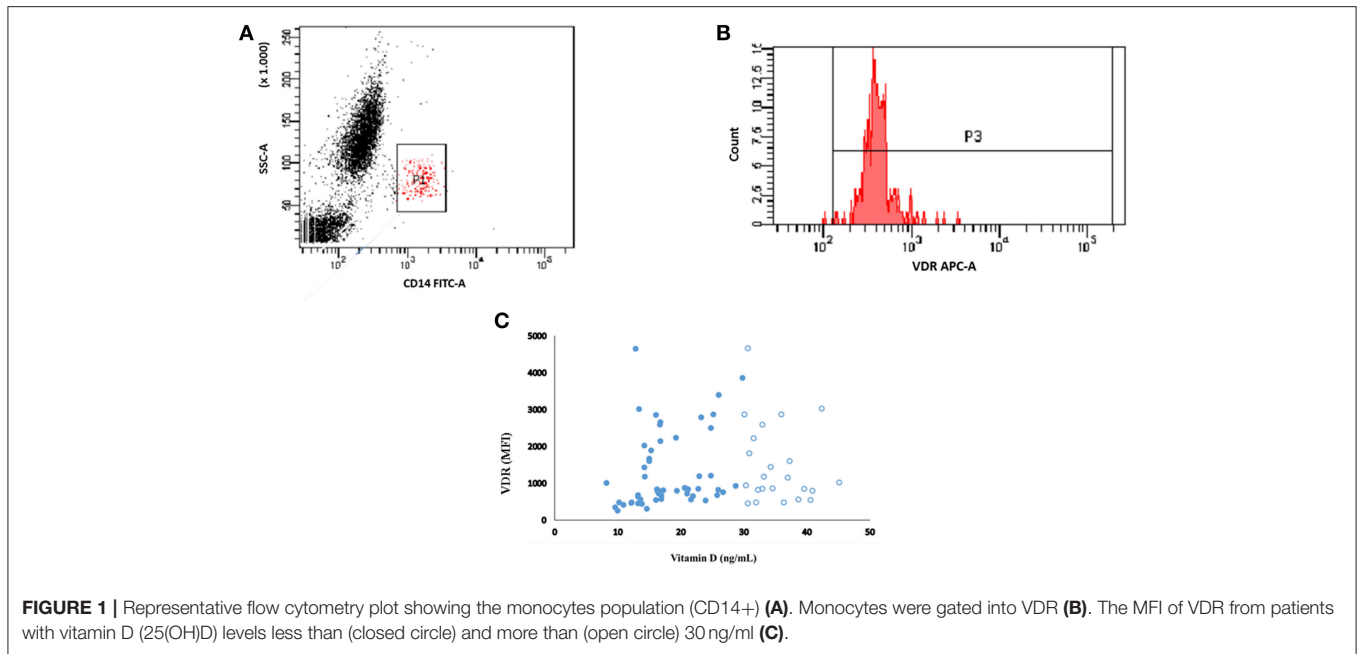 A
(x 1.000)
250
200
150
100
50
SSC-A
P1
10² 10³ 10⁴ 10⁵
CD14 FITC-A
B
15
12.5
10
7.5
5
2.5
0
Count
P3
10² 10³ 10⁴ 10⁵
VDR APC-A
C
5000
4000
3000
2000
1000
0
VDR (MFI)
0 10 20 30 40 50
Vitamin D (ng/mL)
FIGURE 1 | Representative flow cytometry plot showing the monocytes population (CD14+) (A). Monocytes were gated into VDR (B). The MFI of VDR from patients
with vitamin D (25(OH)D) levels less than (closed circle) and more than (open circle) 30 ng/ml (C).